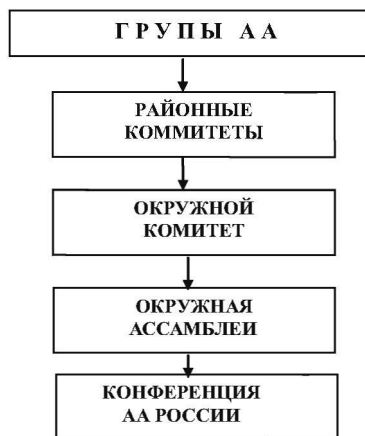 Г Р У П Ы А А
РАЙОННЫЕ
КОММИТЕТЫ
ОКРУЖНОЙ
КОМИТЕТ
ОКРУЖНАЯ
АССАМБЛЕИ
КОНФЕРЕНЦИЯ
АА РОССИИ